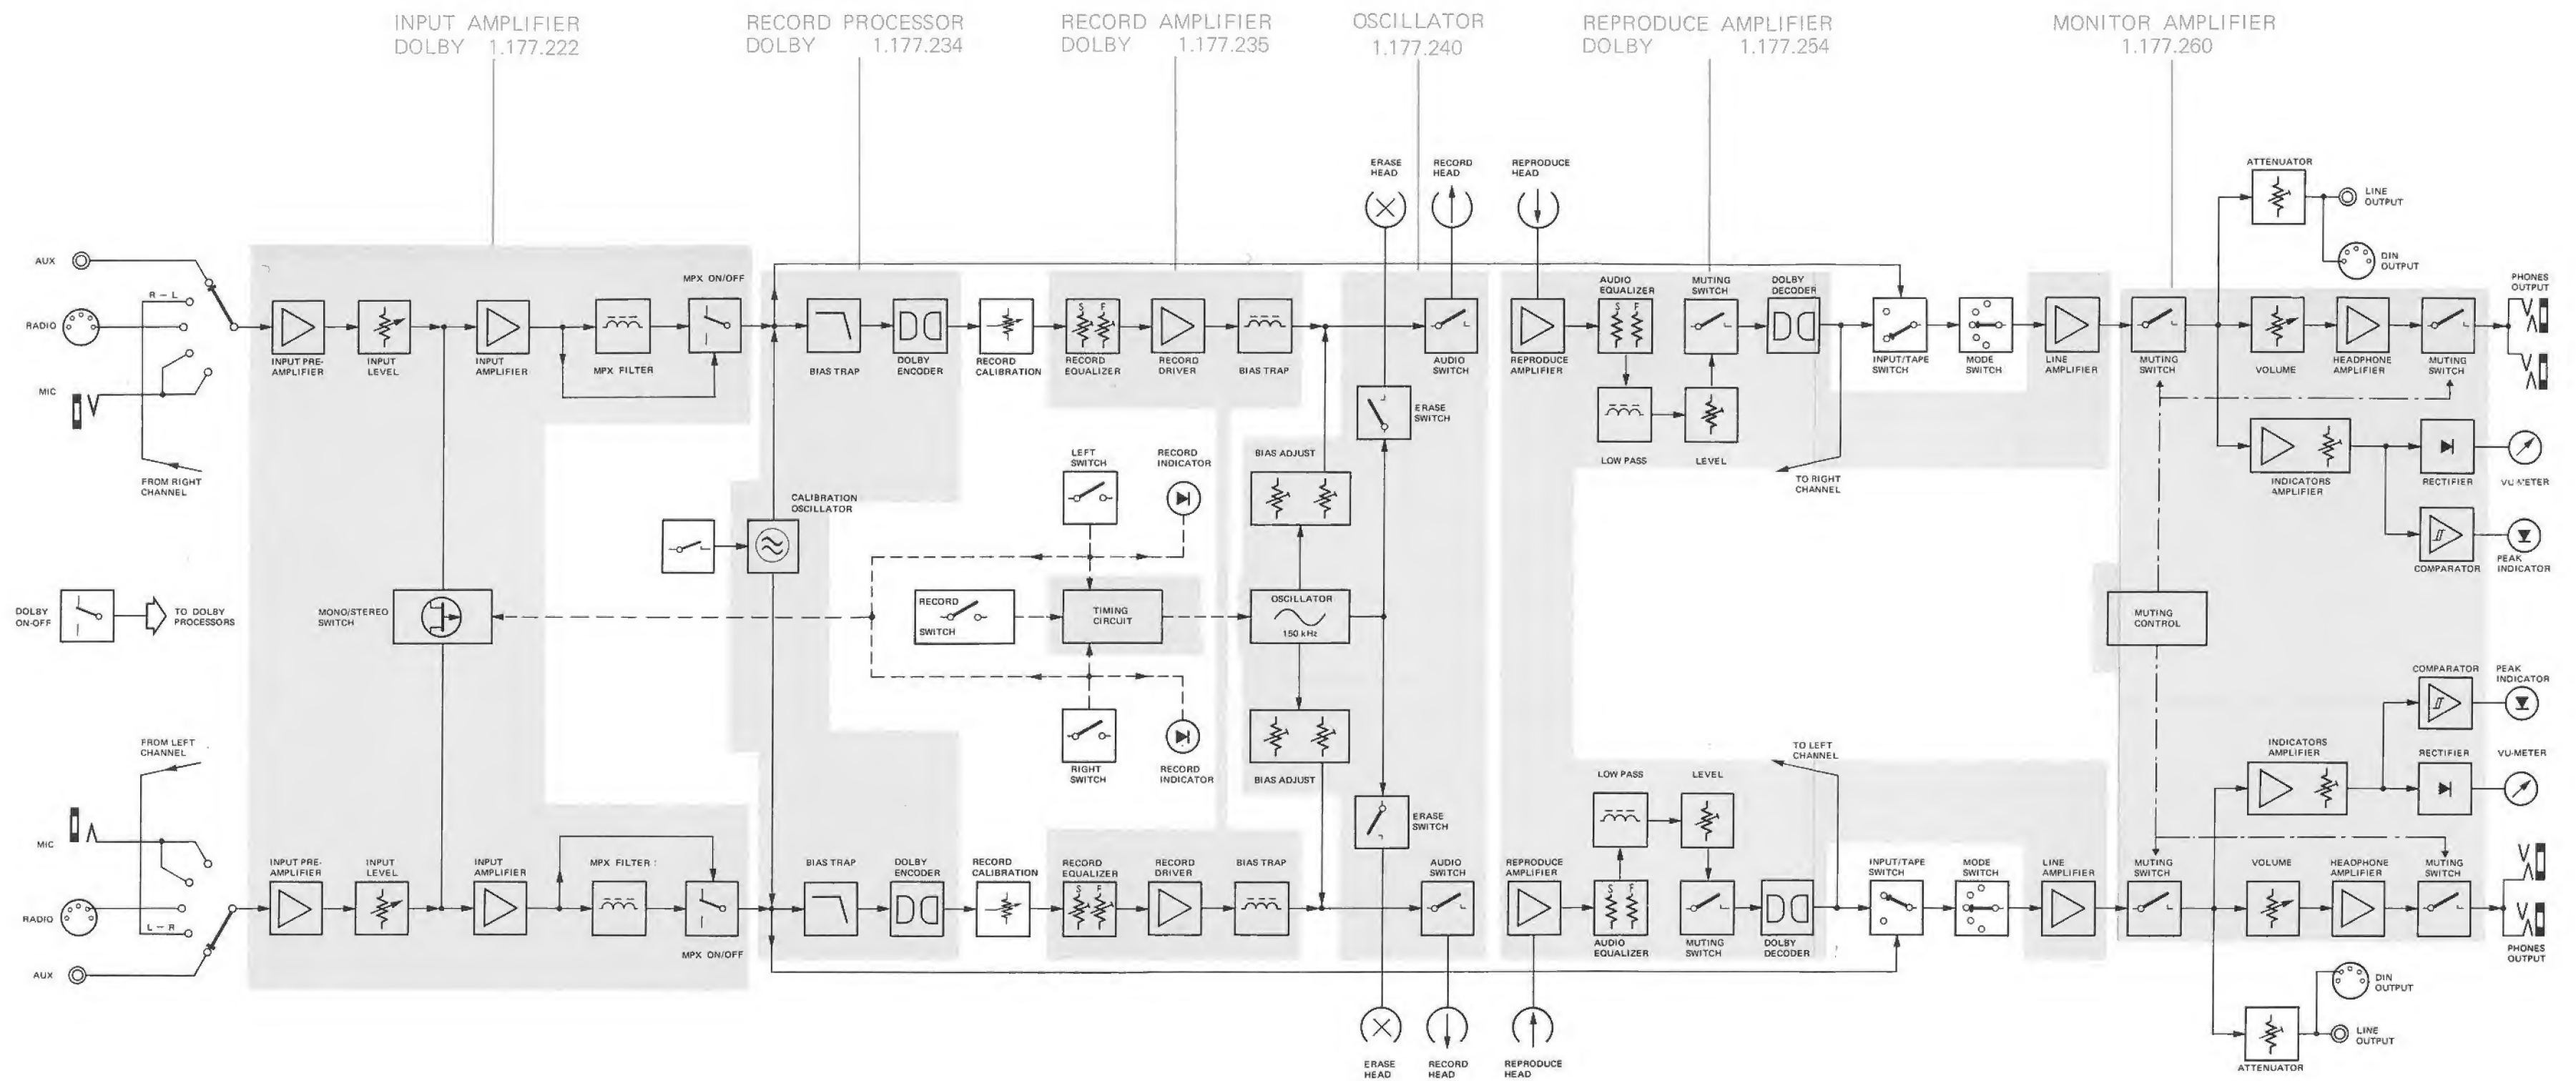 INPUT AMPLIFIER
DOLBY 1.177.222
RECORD PROCESSOR
DOLBY 1.177.234
RECORD AMPLIFIER
DOLBY 1.177.235
OSCILLATOR
1.177.240
REPRODUCE AMPLIFIER
DOLBY 1.177.254
MONITOR AMPLIFIER
1.177.260
ERASE
HEAD
RECORD
HEAD
REPRODUCE
HEAD
ATTENUATOR
LINE
OUTPUT
DIN
OUTPUT
PHONES
OUTPUT
AUX
R – L
RADIO
MIC
FROM RIGHT
CHANNEL
INPUT PRE-
AMPLIFIER
INPUT
LEVEL
INPUT
AMPLIFIER
MPX FILTER
MPX ON/OFF
BIAS TRAP
DOLBY
ENCODER
RECORD
CALIBRATION
S F
RECORD
EQUALIZER
RECORD
DRIVER
BIAS TRAP
AUDIO
SWITCH
ERASE
SWITCH
REPRODUCE
AMPLIFIER
AUDIO
EQUALIZER
S F
MUTING
SWITCH
DOLBY
DECODER
LOW PASS
LEVEL
TO RIGHT
CHANNEL
INPUT/TAPE
SWITCH
MODE
SWITCH
LINE
AMPLIFIER
MUTING
SWITCH
VOLUME
HEADPHONE
AMPLIFIER
MUTING
SWITCH
INDICATORS
AMPLIFIER
RECTIFIER
VU-METER
COMPARATOR
PEAK
INDICATOR
LEFT
SWITCH
RECORD
INDICATOR
BIAS ADJUST
CALIBRATION
OSCILLATOR
DOLBY
ON-OFF
TO DOLBY
PROCESSORS
MONO/STEREO
SWITCH
RECORD
SWITCH
TIMING
CIRCUIT
OSCILLATOR
150 kHz
MUTING
CONTROL
RIGHT
SWITCH
RECORD
INDICATOR
BIAS ADJUST
ERASE
SWITCH
TO LEFT
CHANNEL
LOW PASS
LEVEL
COMPARATOR
PEAK
INDICATOR
INDICATORS
AMPLIFIER
RECTIFIER
VU-METER
FROM LEFT
CHANNEL
MIC
RADIO
L – R
AUX
INPUT PRE-
AMPLIFIER
INPUT
LEVEL
INPUT
AMPLIFIER
MPX FILTER
MPX ON/OFF
BIAS TRAP
DOLBY
ENCODER
RECORD
CALIBRATION
RECORD
EQUALIZER
S F
RECORD
DRIVER
BIAS TRAP
AUDIO
SWITCH
REPRODUCE
AMPLIFIER
S F
AUDIO
EQUALIZER
MUTING
SWITCH
DOLBY
DECODER
INPUT/TAPE
SWITCH
MODE
SWITCH
LINE
AMPLIFIER
MUTING
SWITCH
VOLUME
HEADPHONE
AMPLIFIER
MUTING
SWITCH
PHONES
OUTPUT
DIN
OUTPUT
LINE
OUTPUT
ATTENUATOR
ERASE
HEAD
RECORD
HEAD
REPRODUCE
HEAD